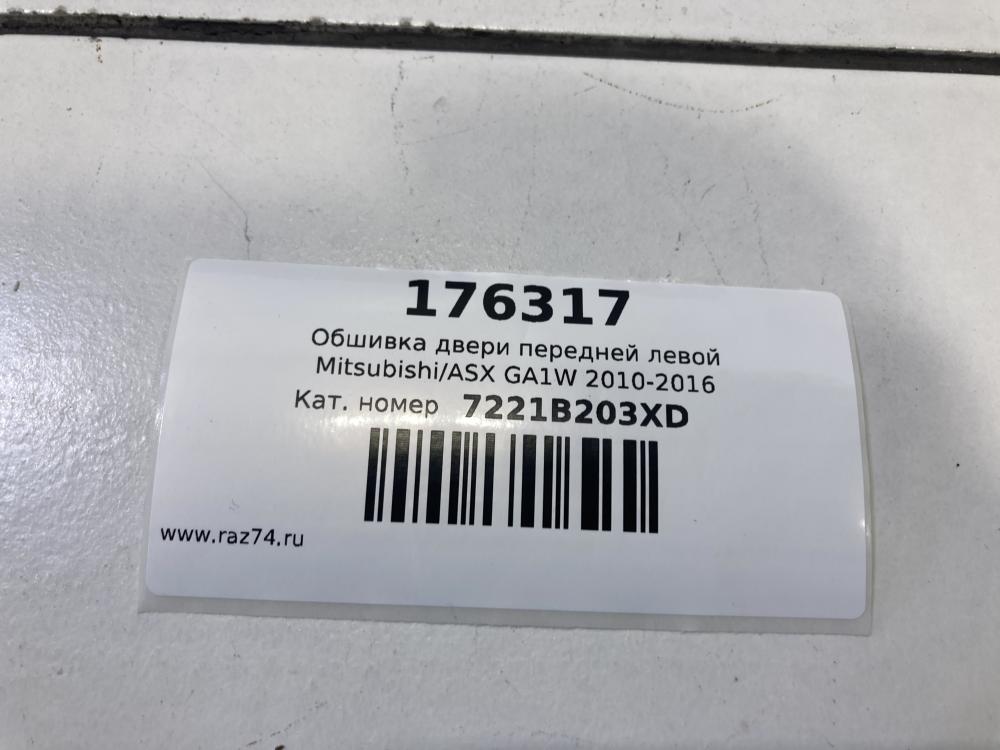 176317
Обшивка двери передней левой
Mitsubishi/ASX GA1W 2010-2016
Кат. номер 7221B203XD
www.raz74.ru